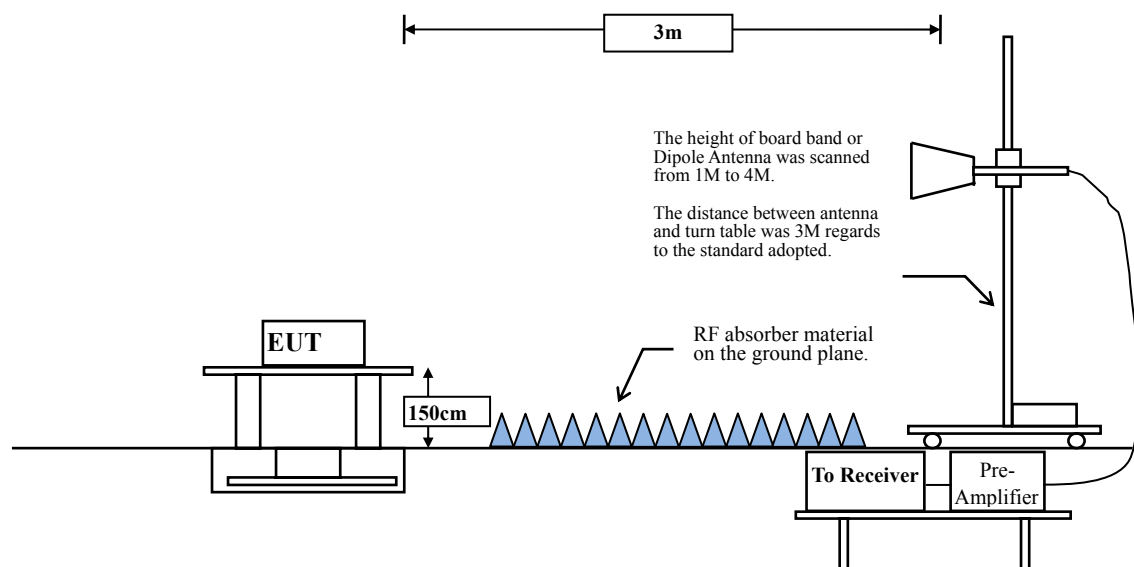 3m
The height of board band or
Dipole Antenna was scanned
from 1M to 4M.
The distance between antenna
and turn table was 3M regards
to the standard adopted.
EUT
RF absorber material
on the ground plane.
150cm
To Receiver
Pre-
Amplifier